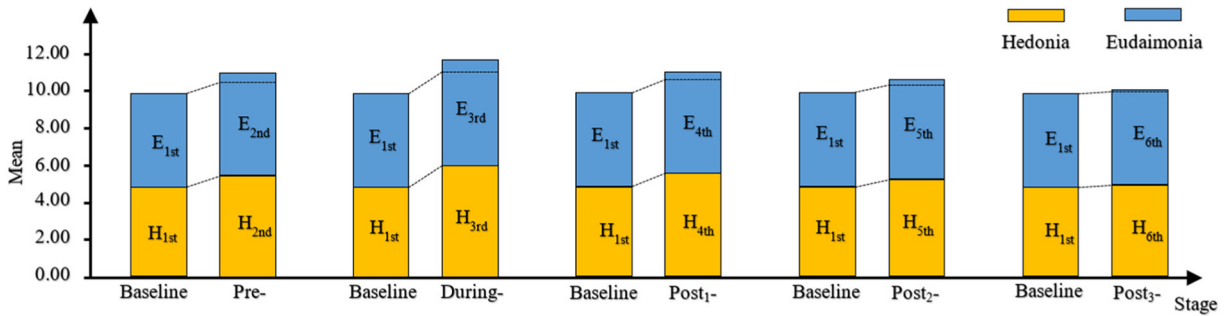 Hedonia Eudaimonia
12.00
10.00
8.00
6.00
4.00
2.00
0.00
Mean
E1st E2nd E1st E3rd E1st E4th E1st E5th E1st E6th
H1st H2nd H1st H3rd H1st H4th H1st H5th H1st H6th
Baseline Pre- Baseline During- Baseline Post1- Baseline Post2- Baseline Post3-
Stage